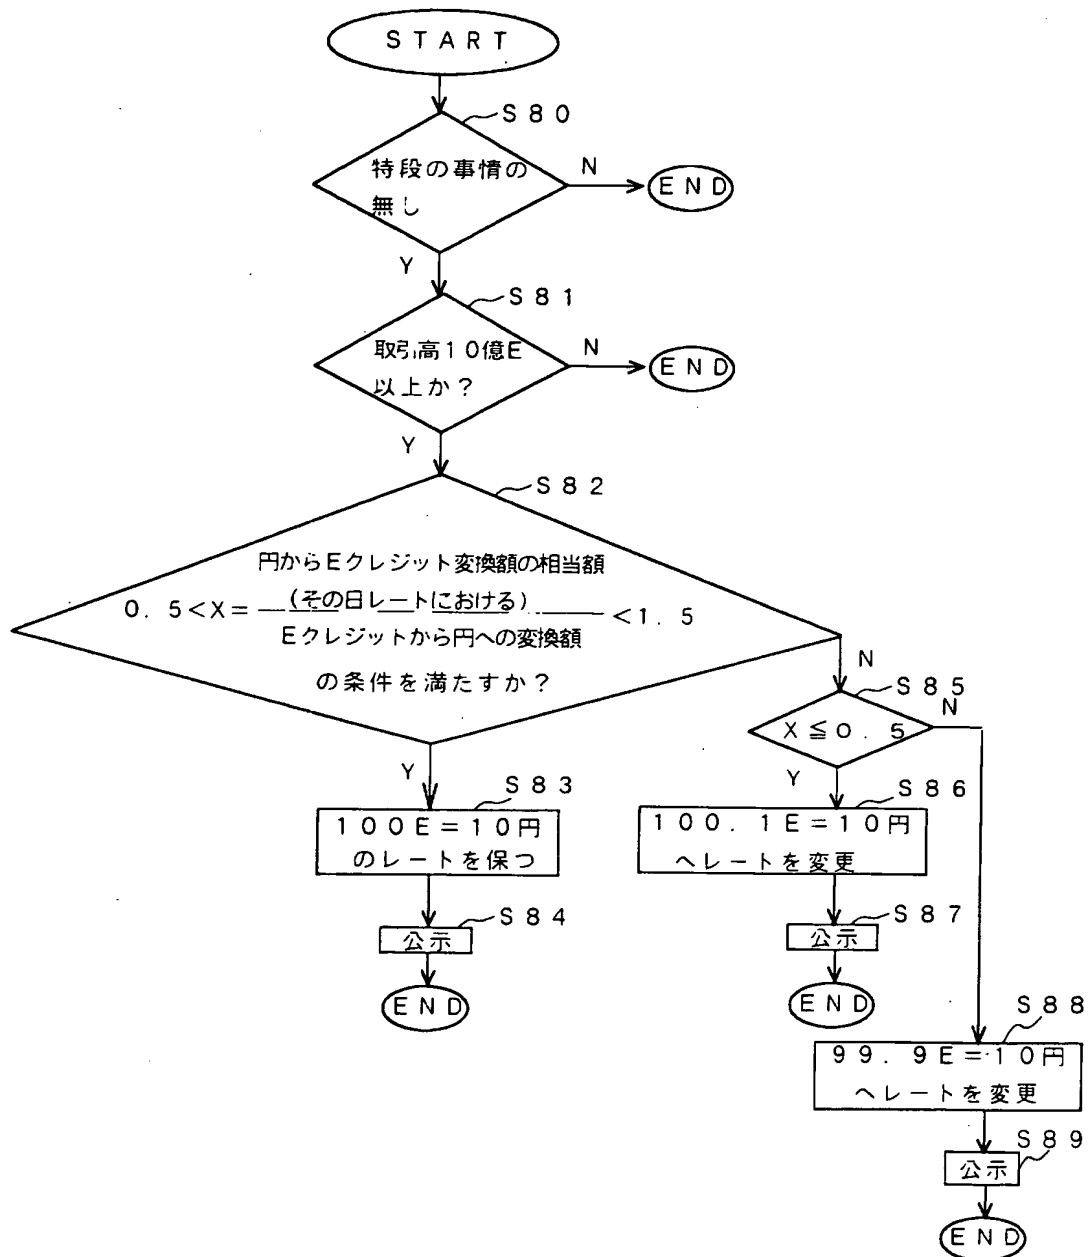 START
S80
特段の事情の
無し
N
END
Y
S81
取引高10億E
以上か？
N
END
Y
S82
円からEクレジット変換額の相当額
(その日レートにおける)
0.5<X=
<1.5
Eクレジットから円への変換額
の条件を満たすか？
N
S85
N
X≦0.5
Y
Y
S83
100E=10円
のレートを保つ
S86
100.1E=10円
へレートを変更
S84
公示
S87
公示
END
END
S88
99.9E=10円
へレートを変更
S89
公示
END